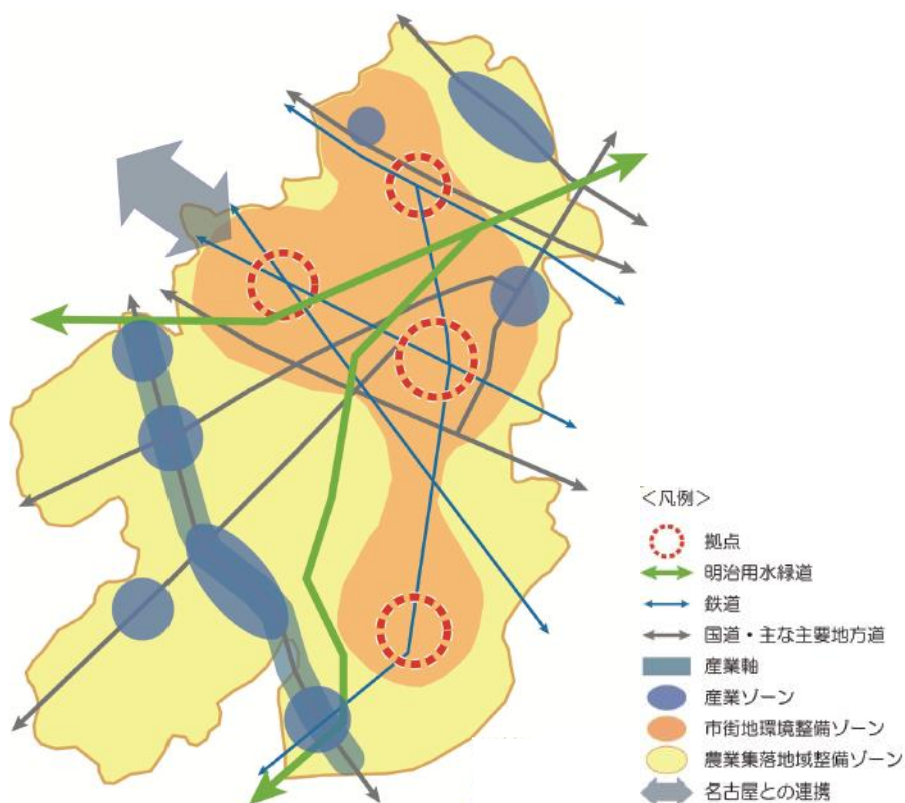 <凡例>
拠点
明治用水緑道
鉄道
国道・主な主要地方道
産業軸
産業ゾーン
市街地環境整備ゾーン
農業集落地域整備ゾーン
名古屋との連携